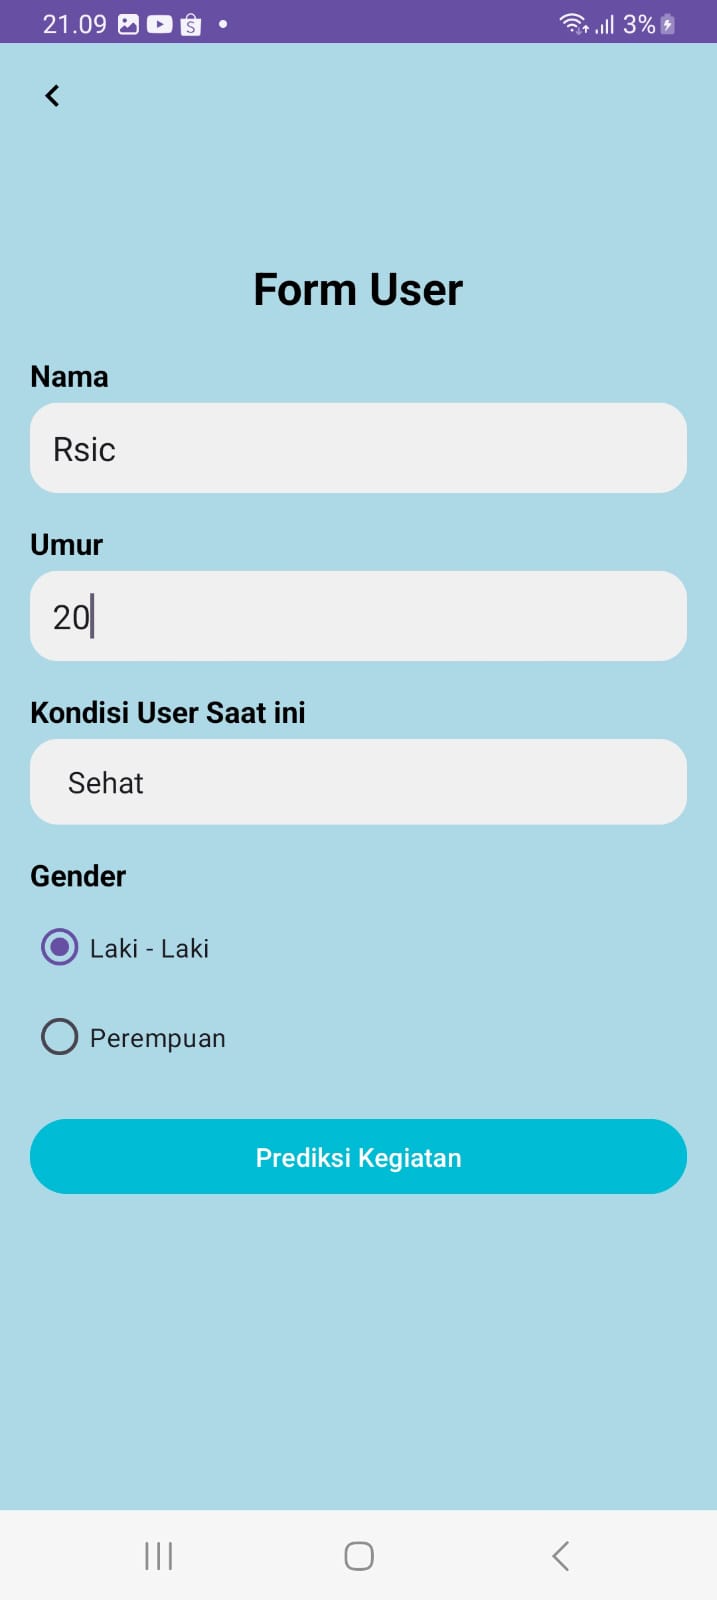 21.09 3%
Form User
Nama
Rsic
Umur
20
Kondisi User Saat ini
Sehat
Gender
Laki - Laki
Perempuan
Prediksi Kegiatan